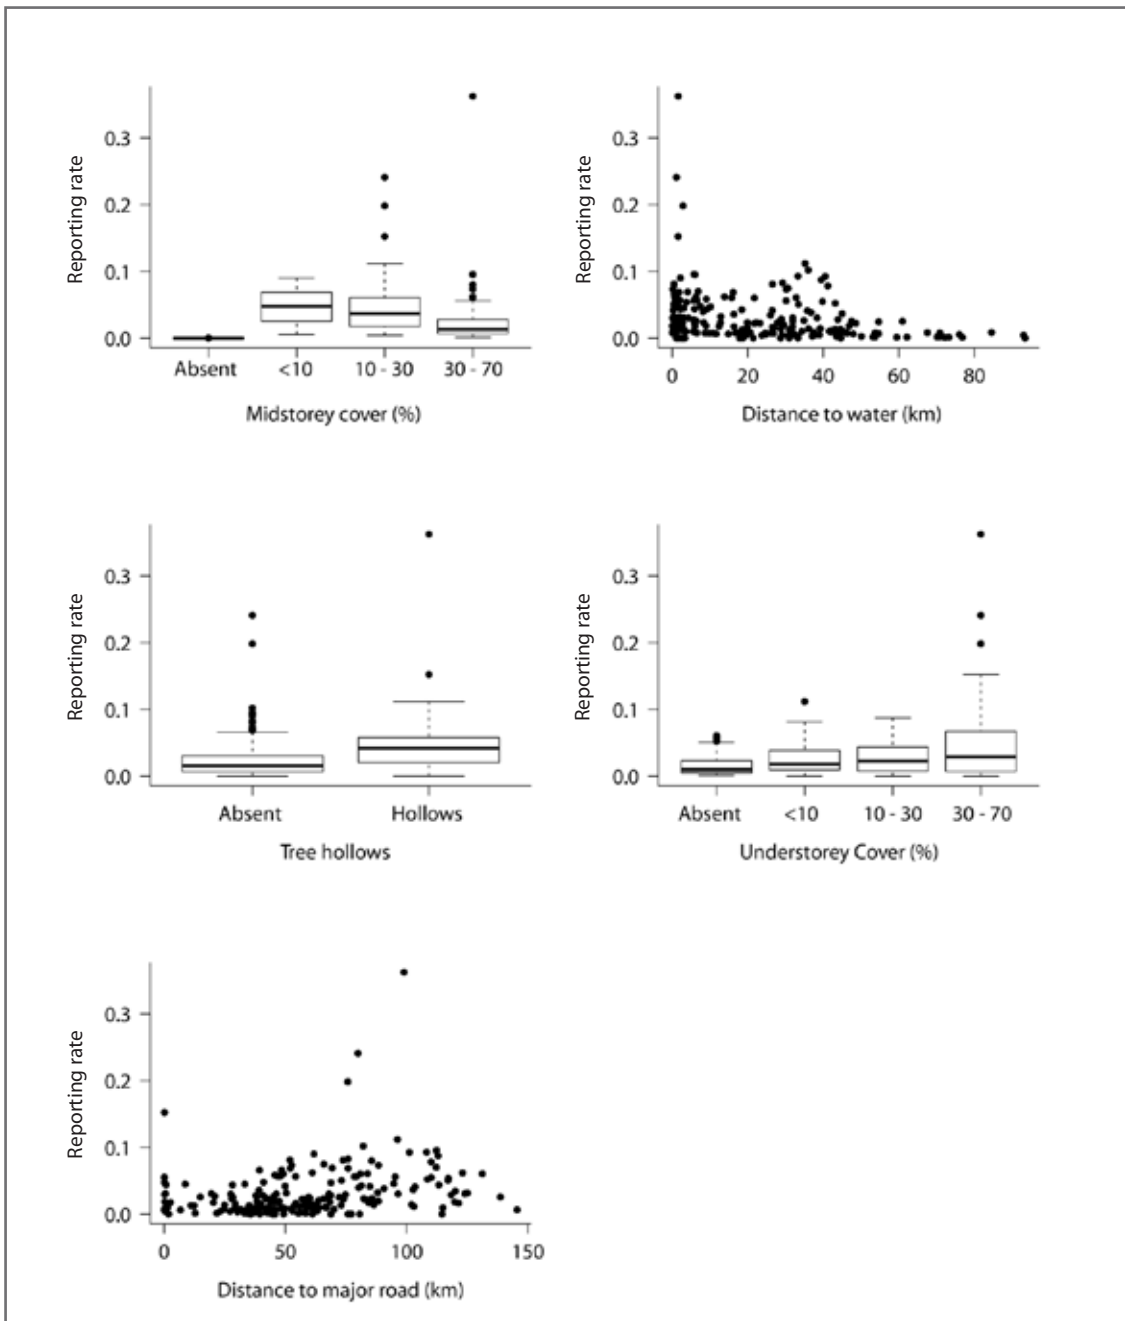 Reporting rate
0.3
0.2
0.1
0.0
Absent <10 10 - 30 30 - 70
Midstorey cover (%)
Reporting rate
0.3
0.2
0.1
0.0
0 20 40 60 80
Distance to water (km)
Reporting rate
0.3
0.2
0.1
0.0
Absent Hollows
Tree hollows
Reporting rate
0.3
0.2
0.1
0.0
Absent <10 10 - 30 30 - 70
Understorey Cover (%)
Reporting rate
0.3
0.2
0.1
0.0
0 50 100 150
Distance to major road (km)